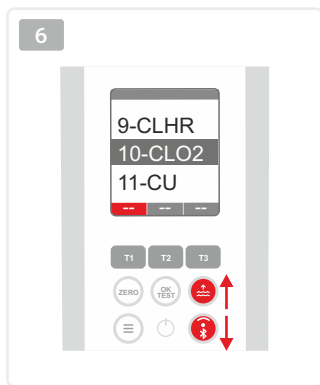 6
9-CLHR
10-CLO2
11-CU
-- -- --
T1 T2 T3
ZERO OK TEST